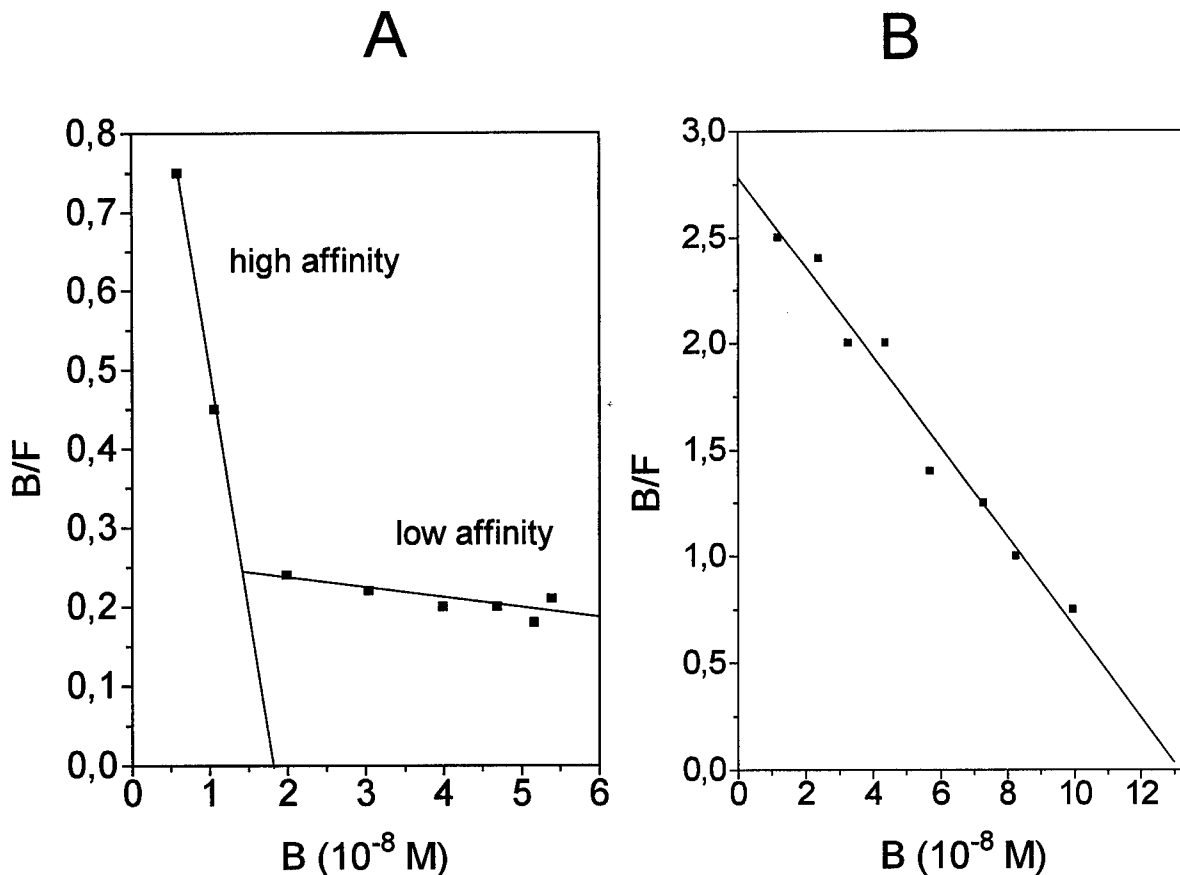 A
B
0,8
0,7
0,6
0,5
0,4
0,3
0,2
0,1
0,0
B/F
high affinity
low affinity
0 1 2 3 4 5 6
B (10⁻⁸ M)
3,0
2,5
2,0
1,5
1,0
0,5
0,0
B/F
0 2 4 6 8 10 12
B (10⁻⁸ M)